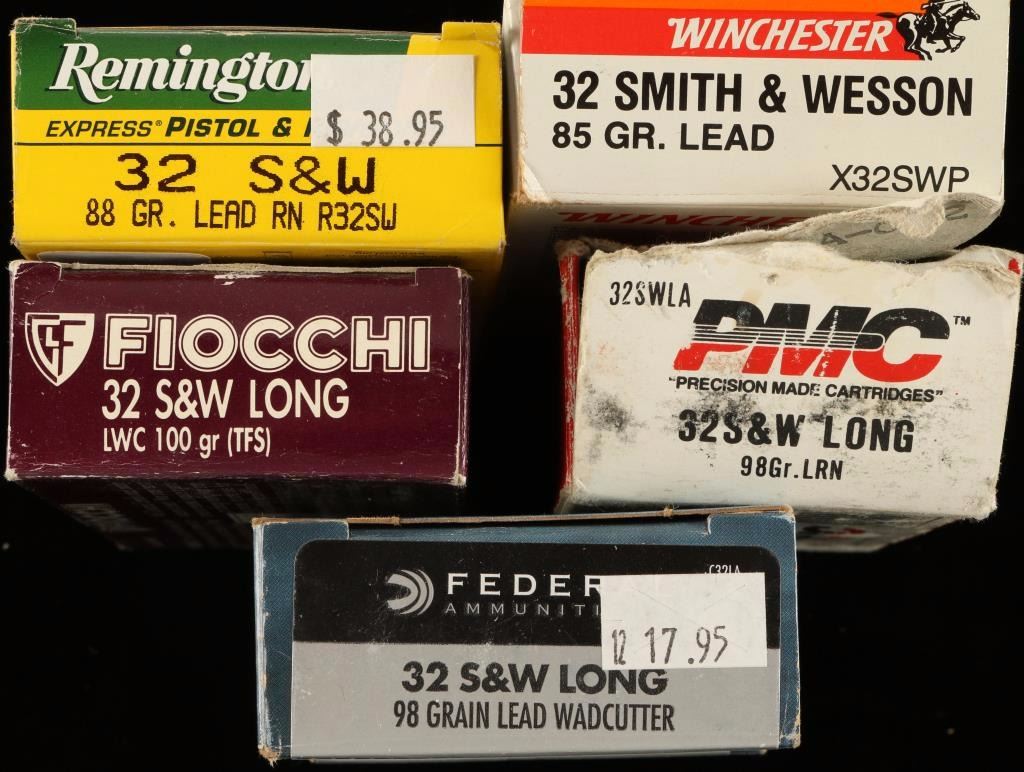 Remington
EXPRESS® PISTOL &
$ 38.95
32 S&W
88 GR. LEAD RN R32SW
WINCHESTER
32 SMITH & WESSON
85 GR. LEAD
X32SWP
WINCHESTER
FIOCCHI
32 S&W LONG
LWC 100 gr (TFS)
32SWLA
PMC™
"PRECISION MADE CARTRIDGES"
32S&W LONG
98Gr.LRN
C32LA
FEDER
AMMUNITI
12 17.95
32 S&W LONG
98 GRAIN LEAD WADCUTTER